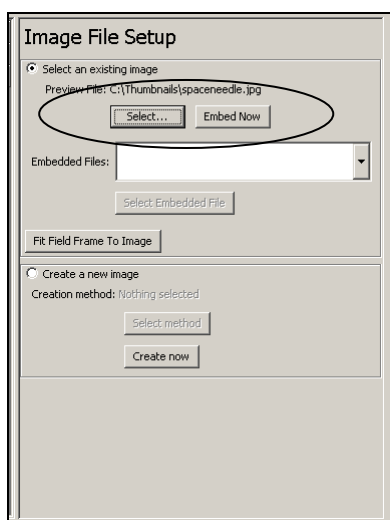 Image File Setup
Select an existing image
Preview File: C:\Thumbnails\spaceneedle.jpg
Select... Embed Now
Embedded Files:
Select Embedded File
Fit Field Frame To Image
Create a new image
Creation method: Nothing selected
Select method
Create now